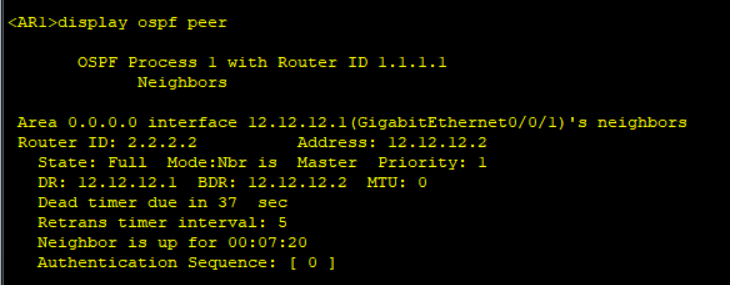 <AR1>display ospf peer
OSPF Process 1 with Router ID 1.1.1.1
Neighbors
Area 0.0.0.0 interface 12.12.12.1(GigabitEthernet0/0/1)'s neighbors
Router ID: 2.2.2.2 Address: 12.12.12.2
State: Full Mode:Nbr is Master Priority: 1
DR: 12.12.12.1 BDR: 12.12.12.2 MTU: 0
Dead timer due in 37 sec
Retrans timer interval: 5
Neighbor is up for 00:07:20
Authentication Sequence: [ 0 ]